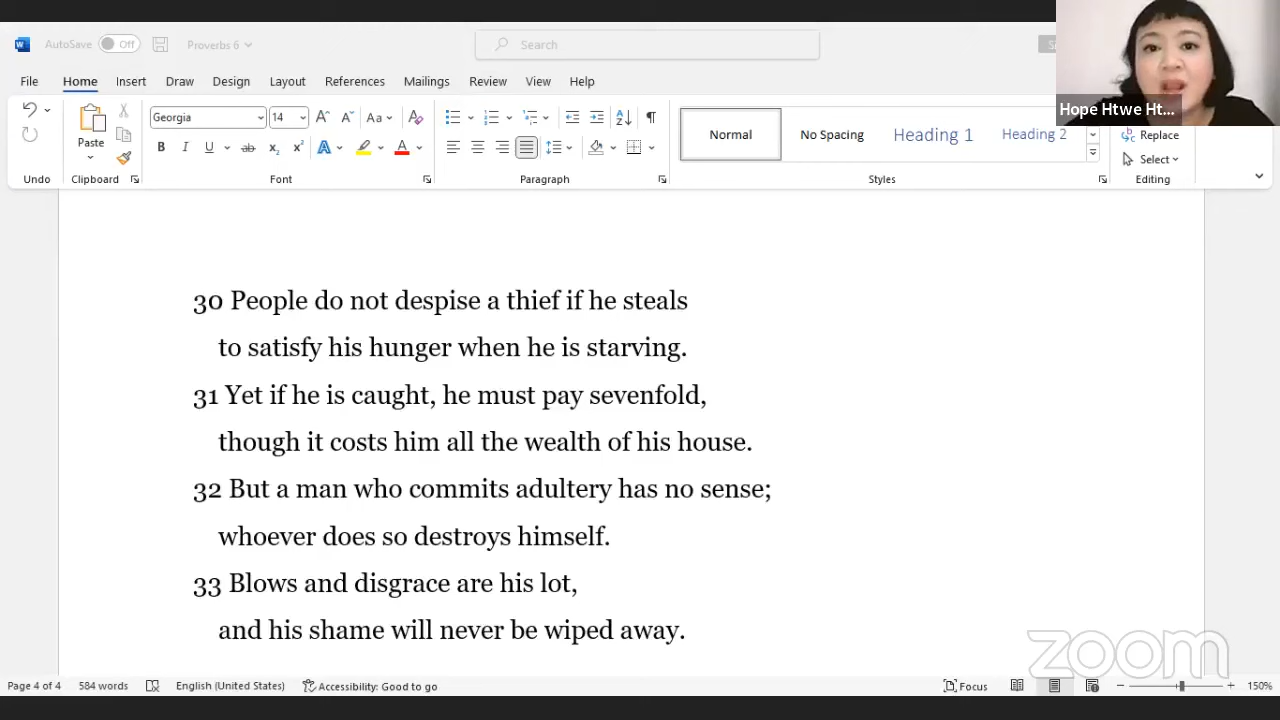 AutoSave Off Proverbs 6 Search
Hope Htwe Ht...
File Home Insert Draw Design Layout References Mailings Review View Help
Georgia 14 Aa
Paste
Normal No Spacing Heading 1 Heading 2
Replace
Select
Undo Clipboard Font Paragraph Styles Editing
30 People do not despise a thief if he steals
to satisfy his hunger when he is starving.
31 Yet if he is caught, he must pay sevenfold,
though it costs him all the wealth of his house.
32 But a man who commits adultery has no sense;
whoever does so destroys himself.
33 Blows and disgrace are his lot,
and his shame will never be wiped away.
zoom
Page 4 of 4 584 words English (United States) Accessibility: Good to go Focus 150%